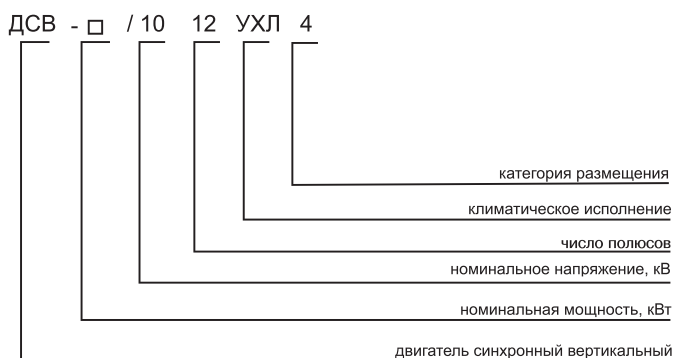 ДСВ - □ / 10 12 УХЛ 4
категория размещения
климатическое исполнение
число полюсов
номинальное напряжение, кВ
номинальная мощность, кВт
двигатель синхронный вертикальный